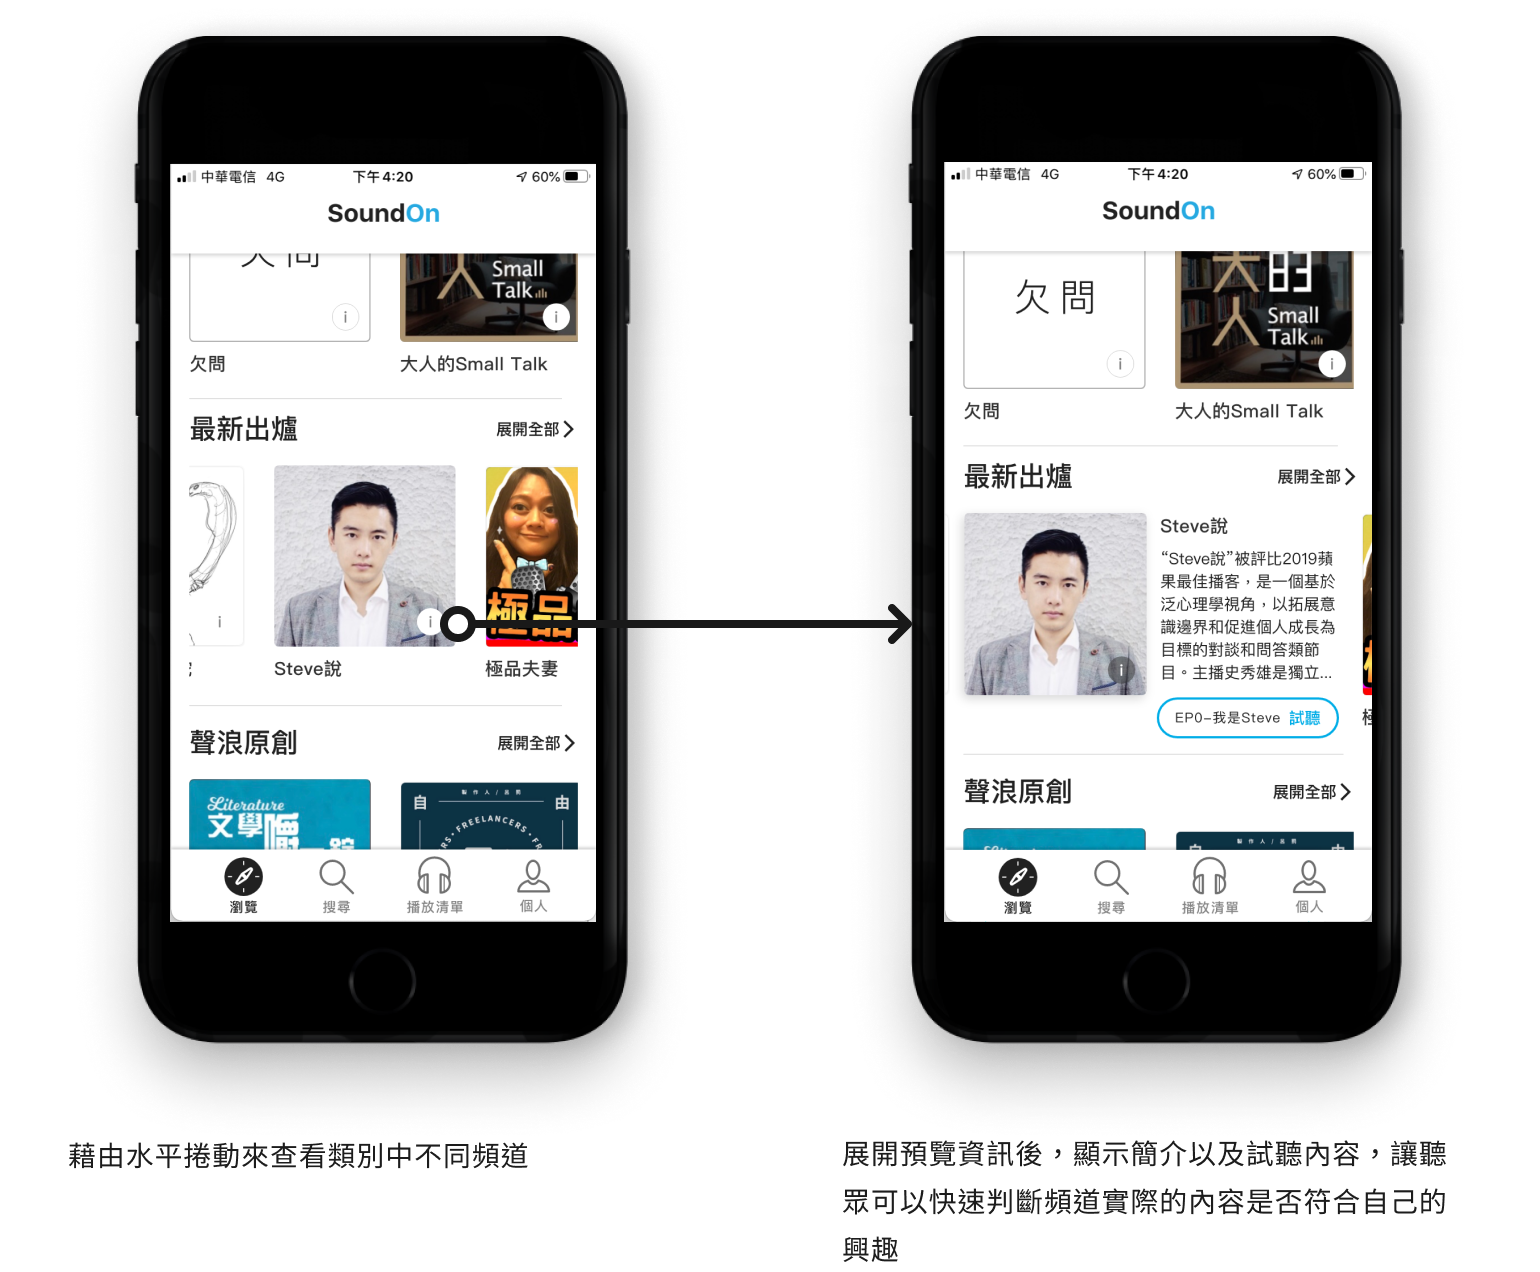 中華電信 4G 下午4:20 60%
SoundOn
欠問
Small
Talk
i
i
欠問
大人的Small Talk
最新出爐
展開全部
i
i
極品
Steve說
極品夫妻
聲浪原創
展開全部
Literature
文學
製作人/
自
由
FREELANCERS
瀏覽
搜尋
播放清單
個人
藉由水平捲動來查看類別中不同頻道
中華電信 4G 下午4:20 60%
SoundOn
欠問
Small
Talk
i
i
欠問
大人的Small Talk
最新出爐
展開全部
Steve說
“Steve說”被評比2019蘋
果最佳播客，是一個基於
泛心理學視角，以拓展意
識邊界和促進個人成長為
目標的對談和問答類節
目。主播史秀雄是獨立...
i
EP0-我是Steve 試聽
聲浪原創
展開全部
瀏覽
搜尋
播放清單
個人
展開預覽資訊後，顯示簡介以及試聽內容，讓聽
眾可以快速判斷頻道實際的內容是否符合自己的
興趣